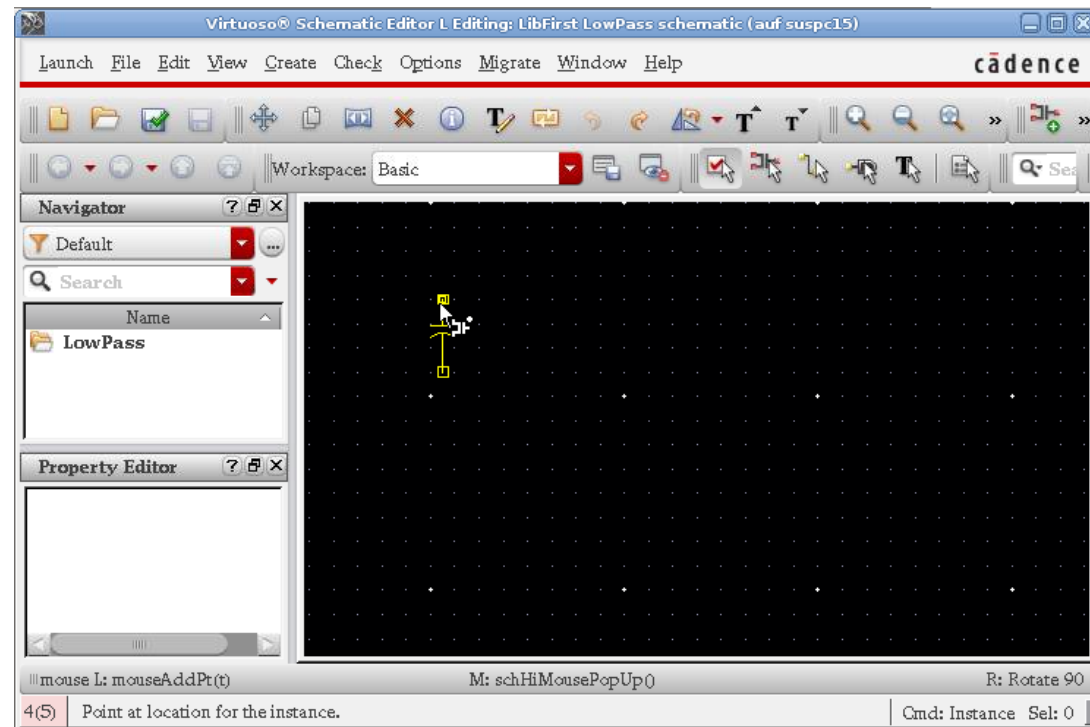 Virtuoso® Schematic Editor L Editing: LibFirst LowPass schematic (auf suspc15)
Launch File Edit View Create Check Options Migrate Window Help
cādence
Workspace: Basic
Navigator
Default
Search
Name
LowPass
Property Editor
mouse L: mouseAddPt(t) M: schHiMousePopUp() R: Rotate 90
4(5) Point at location for the instance. Cmd: Instance Sel: 0